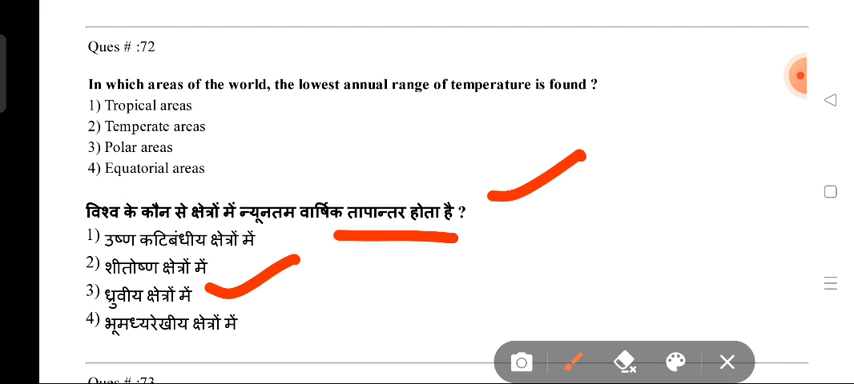 Ques # :72
In which areas of the world, the lowest annual range of temperature is found ?
1) Tropical areas
2) Temperate areas
3) Polar areas
4) Equatorial areas
विश्व के कौन से क्षेत्रों में न्यूनतम वार्षिक तापान्तर होता है ?
1) उष्ण कटिबंधीय क्षेत्रों में
2) शीतोष्ण क्षेत्रों में
3) ध्रुवीय क्षेत्रों में
4) भूमध्यरेखीय क्षेत्रों में
Ques # :73